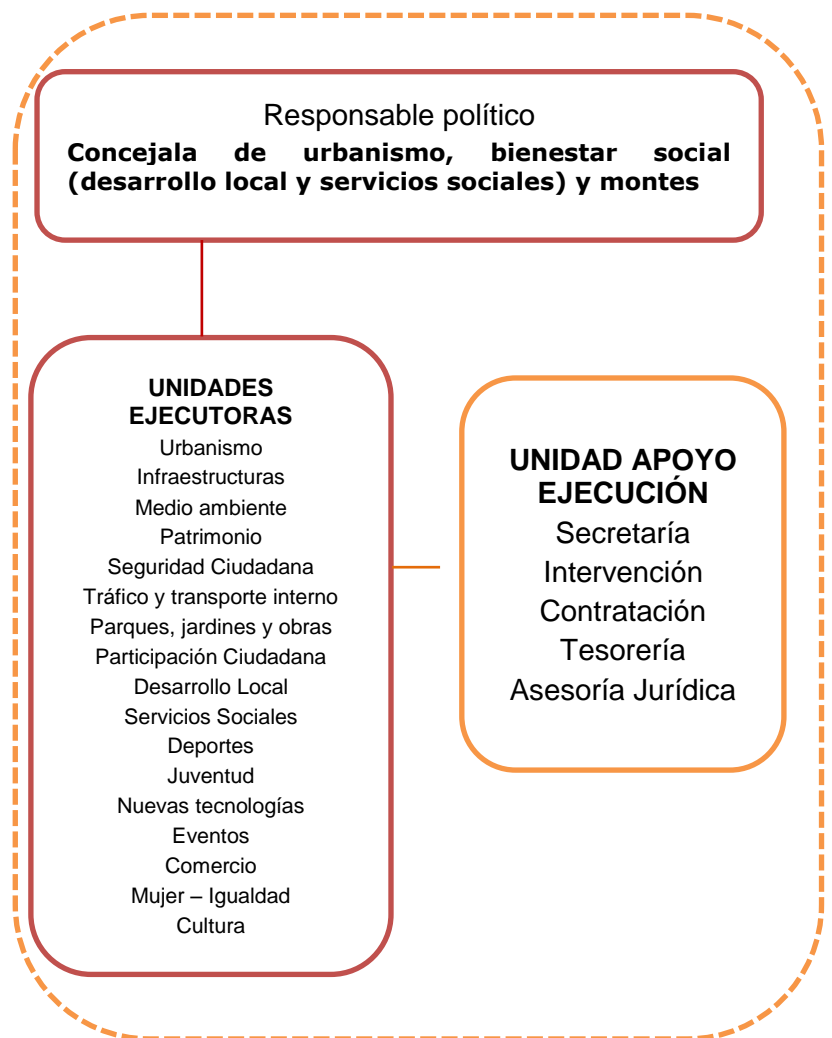 Responsable político
Concejala de urbanismo, bienestar social
(desarrollo local y servicios sociales) y montes
UNIDADES
EJECUTORAS
Urbanismo
Infraestructuras
Medio ambiente
Patrimonio
Seguridad Ciudadana
Tráfico y transporte interno
Parques, jardines y obras
Participación Ciudadana
Desarrollo Local
Servicios Sociales
Deportes
Juventud
Nuevas tecnologías
Eventos
Comercio
Mujer – Igualdad
Cultura
UNIDAD APOYO
EJECUCIÓN
Secretaría
Intervención
Contratación
Tesorería
Asesoría Jurídica